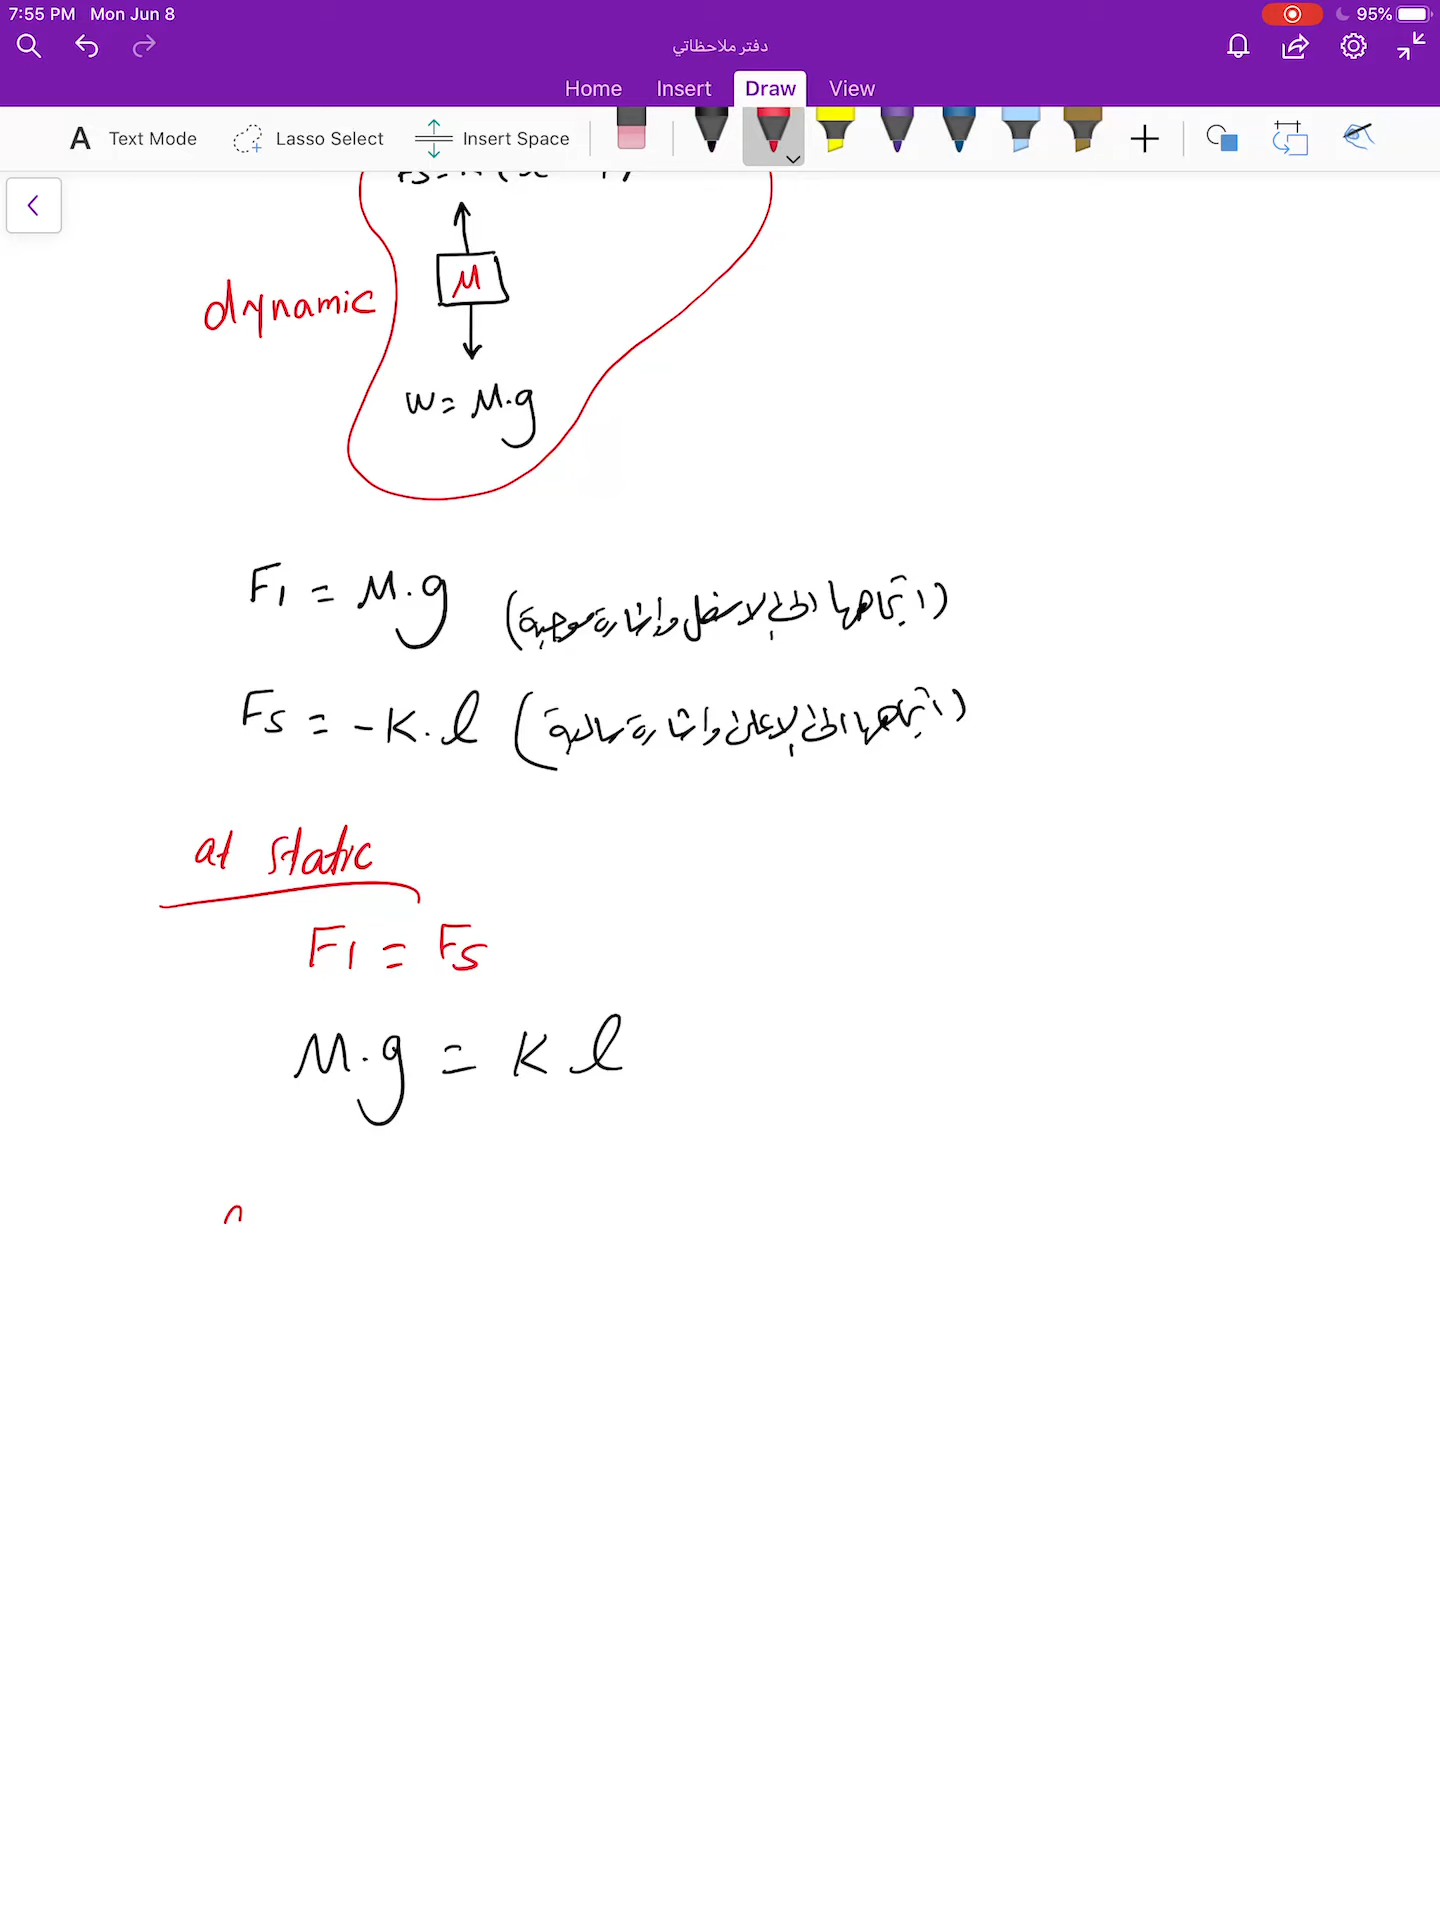 7:55 PM Mon Jun 8 95%
دفتر ملاحظاتي
Home Insert Draw View
A Text Mode Lasso Select Insert Space
dynamic
M
W = M.g
F1 = M.g (اتجاهها الى الاسفل وإشارة موجبة)
Fs = -K.l (اتجاهها الى الاعلى واشارة سالبة)
at static
F1 = Fs
M.g = K l